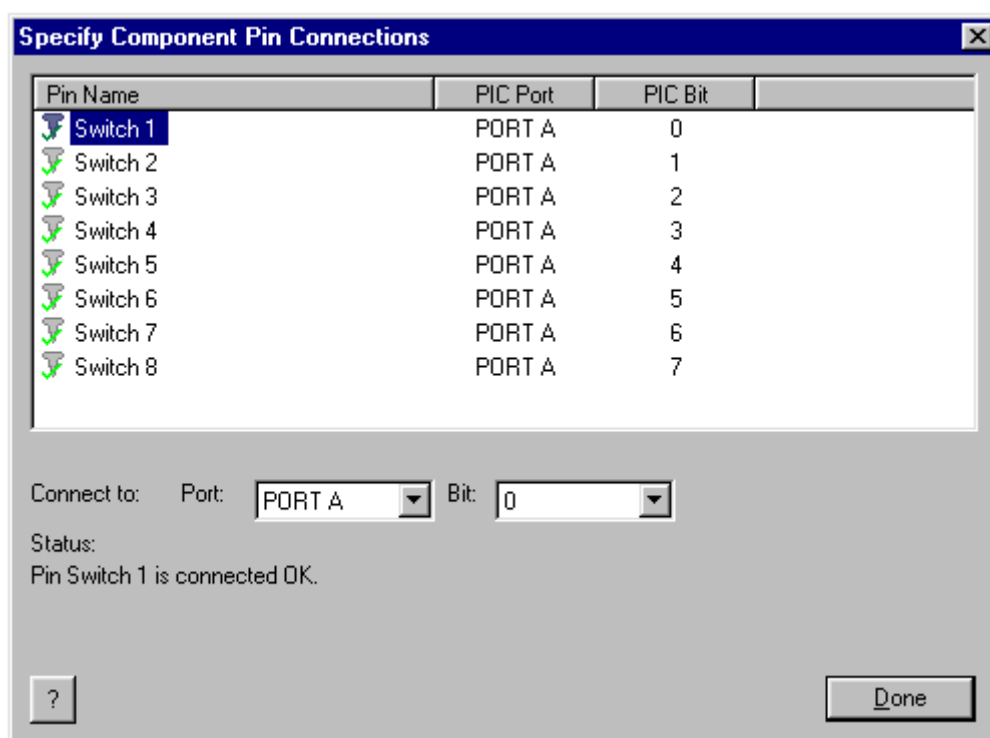 Specify Component Pin Connections
Pin Name PIC Port PIC Bit
Switch 1 PORT A 0
Switch 2 PORT A 1
Switch 3 PORT A 2
Switch 4 PORT A 3
Switch 5 PORT A 4
Switch 6 PORT A 5
Switch 7 PORT A 6
Switch 8 PORT A 7
Connect to: Port: PORT A Bit: 0
Status:
Pin Switch 1 is connected OK.
? Done